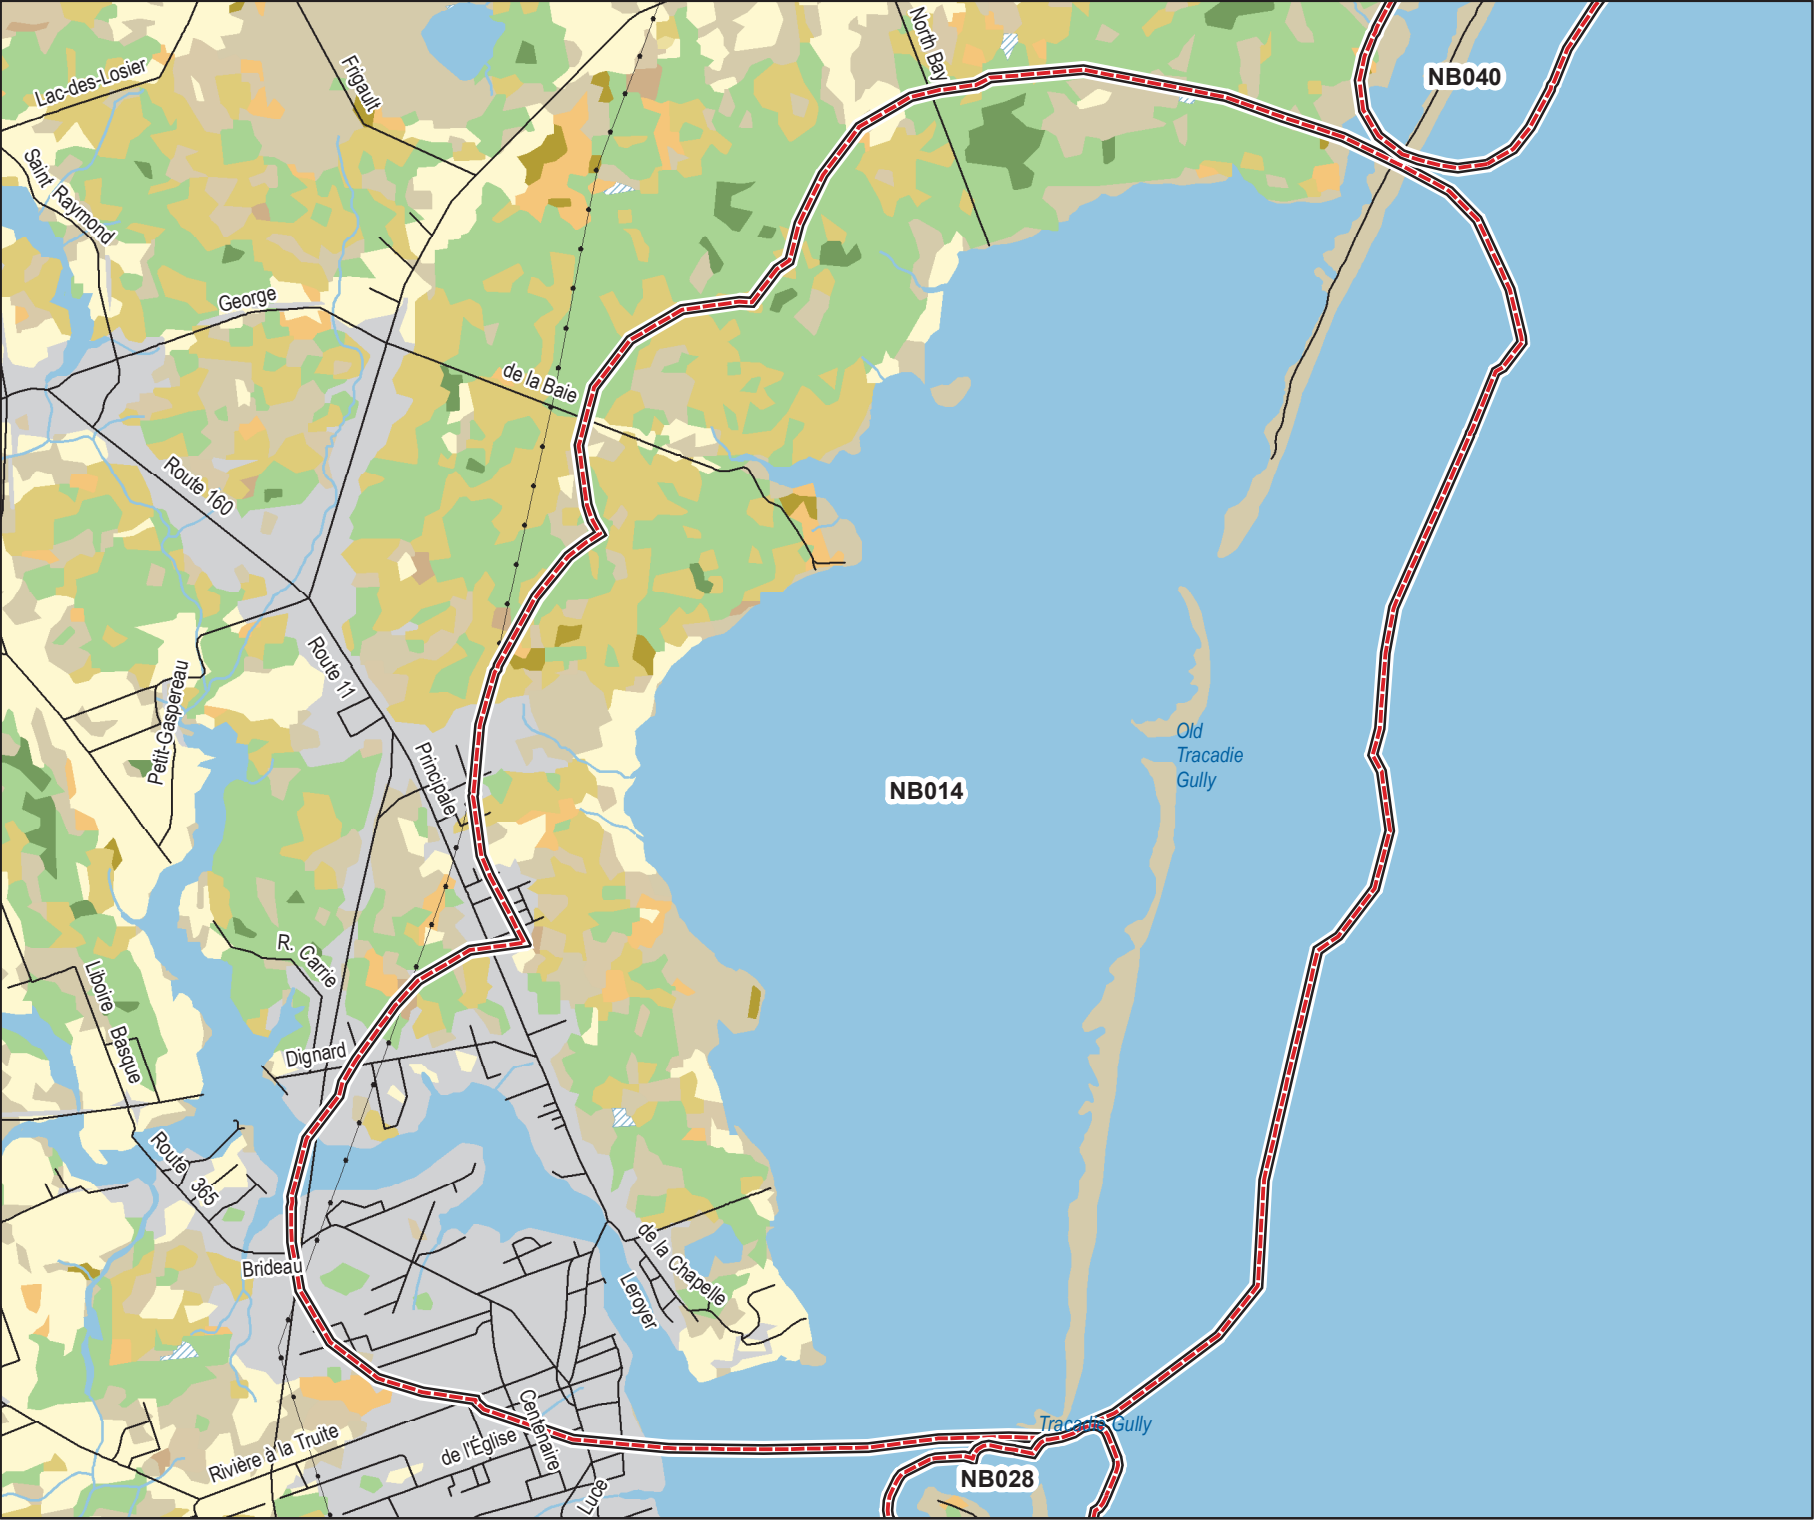 North Bay
NB040
Lac-des-Losier
Frigault
Saint Raymond
George
de la Baie
Route 160
Route 11
Petit-Gaspereau
Old
Tracadie
Gully
Principale
NB014
R. Carrie
Liboire
Basque
Dignard
Route 365
Brideau
de la Chapelle
Leroyer
Centenaire
Tracadie Gully
Rivière à la Truite
de l'Église
NB028
Luce